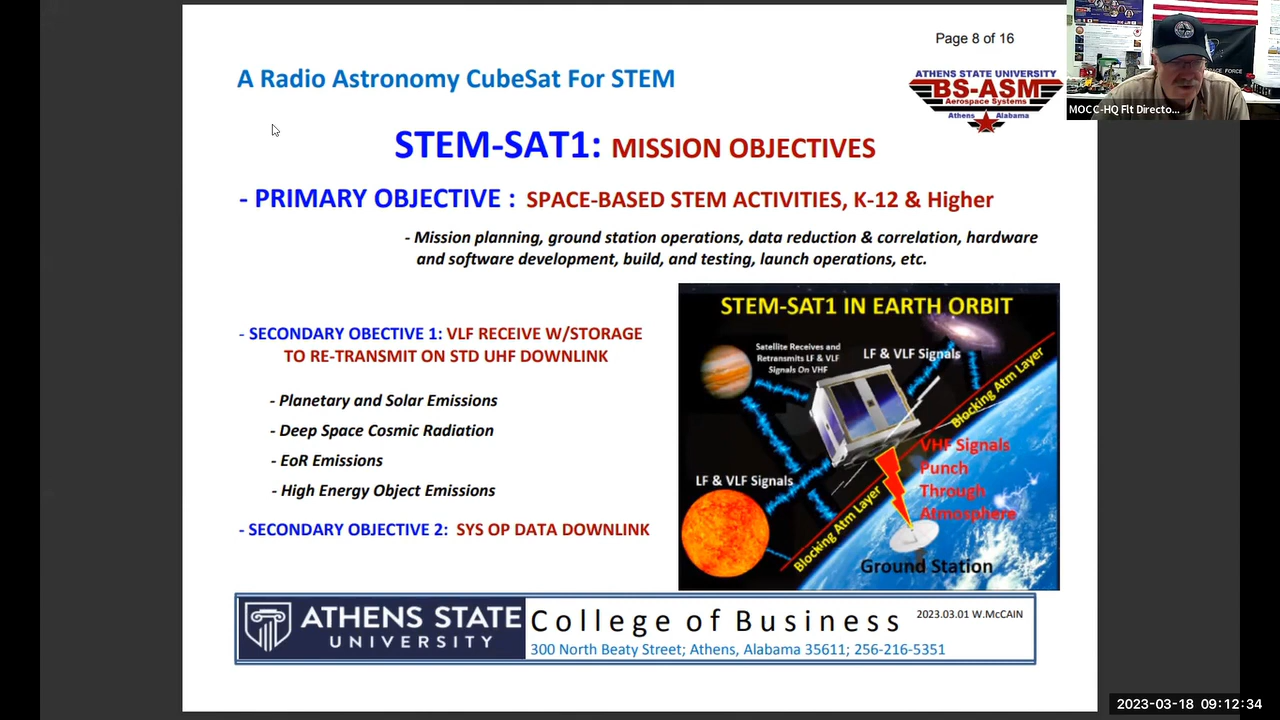 Page 8 of 16
A Radio Astronomy CubeSat For STEM
ATHENS STATE UNIVERSITY
BS-ASM
Aerospace Systems
Athens Alabama
MOCC-HQ Flt Directo...
STEM-SAT1: MISSION OBJECTIVES
- PRIMARY OBJECTIVE : SPACE-BASED STEM ACTIVITIES, K-12 & Higher
- Mission planning, ground station operations, data reduction & correlation, hardware
and software development, build, and testing, launch operations, etc.
- SECONDARY OBECTIVE 1: VLF RECEIVE W/STORAGE
TO RE-TRANSMIT ON STD UHF DOWNLINK
- Planetary and Solar Emissions
- Deep Space Cosmic Radiation
- EoR Emissions
- High Energy Object Emissions
- SECONDARY OBJECTIVE 2: SYS OP DATA DOWNLINK
STEM-SAT1 IN EARTH ORBIT
Satellite Receives and
Retransmits LF & VLF
Signals On VHF
LF & VLF Signals
Blocking Atm Layer
VHF Signals
Punch
Through
Atmosphere
LF & VLF Signals
Blocking Atm Layer
Ground Station
ATHENS STATE
UNIVERSITY
College of Business
2023.03.01 W.McCAIN
300 North Beaty Street; Athens, Alabama 35611; 256-216-5351
2023-03-18 09:12:34